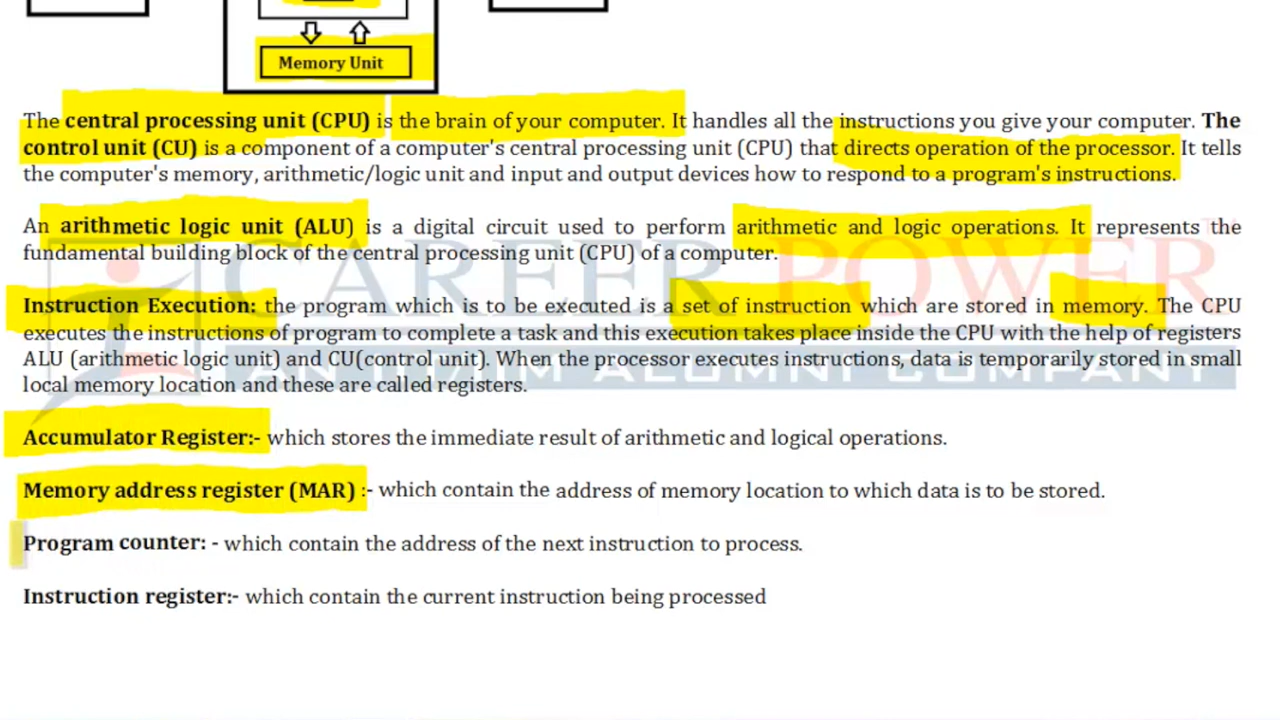 Memory Unit
The central processing unit (CPU) is the brain of your computer. It handles all the instructions you give your computer. The
control unit (CU) is a component of a computer's central processing unit (CPU) that directs operation of the processor. It tells
the computer's memory, arithmetic/logic unit and input and output devices how to respond to a program's instructions.
An arithmetic logic unit (ALU) is a digital circuit used to perform arithmetic and logic operations. It represents the
fundamental building block of the central processing unit (CPU) of a computer.
CAREER POWER
Instruction Execution: the program which is to be executed is a set of instruction which are stored in memory. The CPU
executes the instructions of program to complete a task and this execution takes place inside the CPU with the help of registers
ALU (arithmetic logic unit) and CU(control unit). When the processor executes instructions, data is temporarily stored in small
AN IIT/IIM ALUMNI COMPANY
local memory location and these are called registers.
Accumulator Register:- which stores the immediate result of arithmetic and logical operations.
Memory address register (MAR) :- which contain the address of memory location to which data is to be stored.
Program counter: - which contain the address of the next instruction to process.
Instruction register:- which contain the current instruction being processed